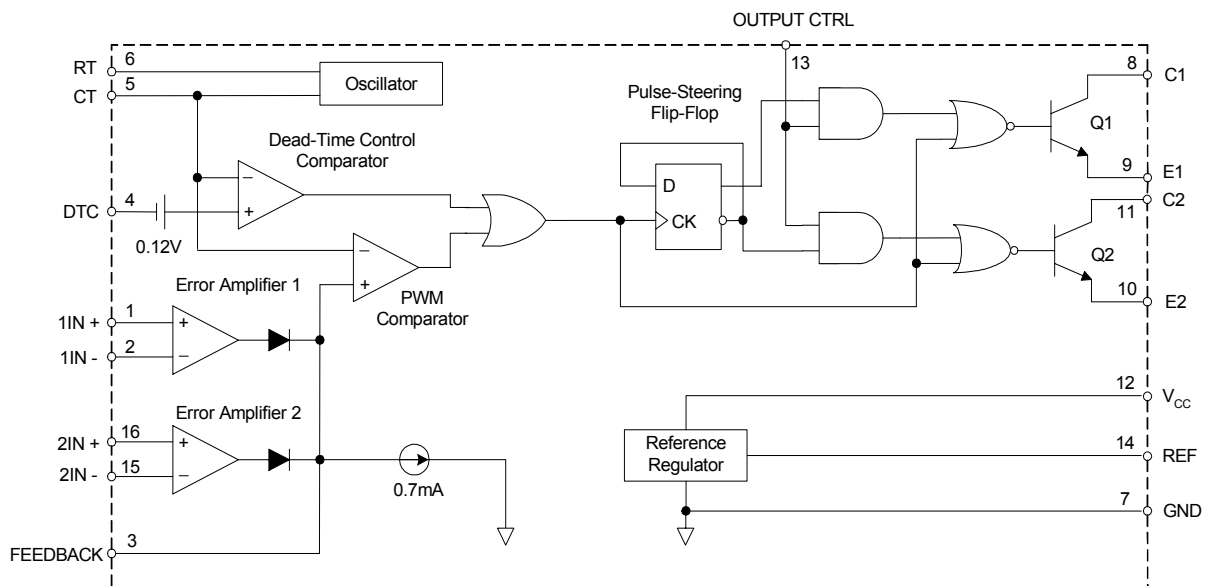 OUTPUT CTRL
13
RT
6
CT
5
Oscillator
Pulse-Steering
Flip-Flop
8
C1
Q1
9
E1
Dead-Time Control
Comparator
D
CK
DTC
4
0.12V
C2
11
Q2
10
E2
Error Amplifier 1
PWM
Comparator
1IN +
1
1IN -
2
+
−
−
+
−
+
Error Amplifier 2
2IN +
16
2IN -
15
+
−
0.7mA
12
VCC
Reference
Regulator
14
REF
7
GND
FEEDBACK
3